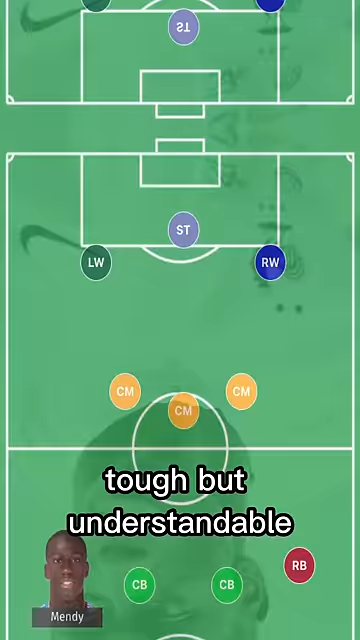 ST
ST
LW
RW
CM
CM
CM
tough but
understandable
RB
CB
CB
Mendy